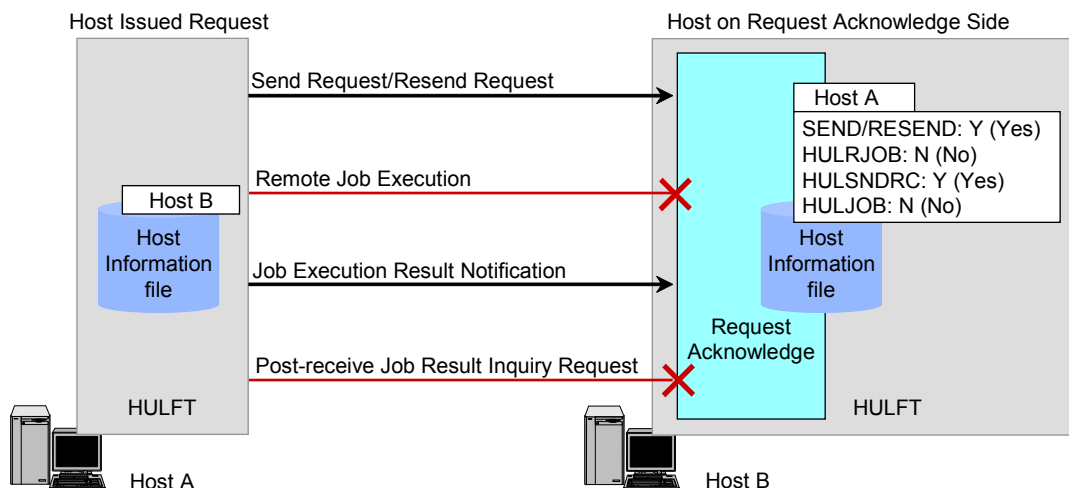 Host Issued Request
Host on Request Acknowledge Side
Send Request/Resend Request
Host A
SEND/RESEND: Y (Yes)
HULRJOB: N (No)
HULSNDRC: Y (Yes)
HULJOB: N (No)
Remote Job Execution
Host B
Host
Information
file
Job Execution Result Notification
Host
Information
file
Request
Acknowledge
Post-receive Job Result Inquiry Request
HULFT
HULFT
Host A
Host B